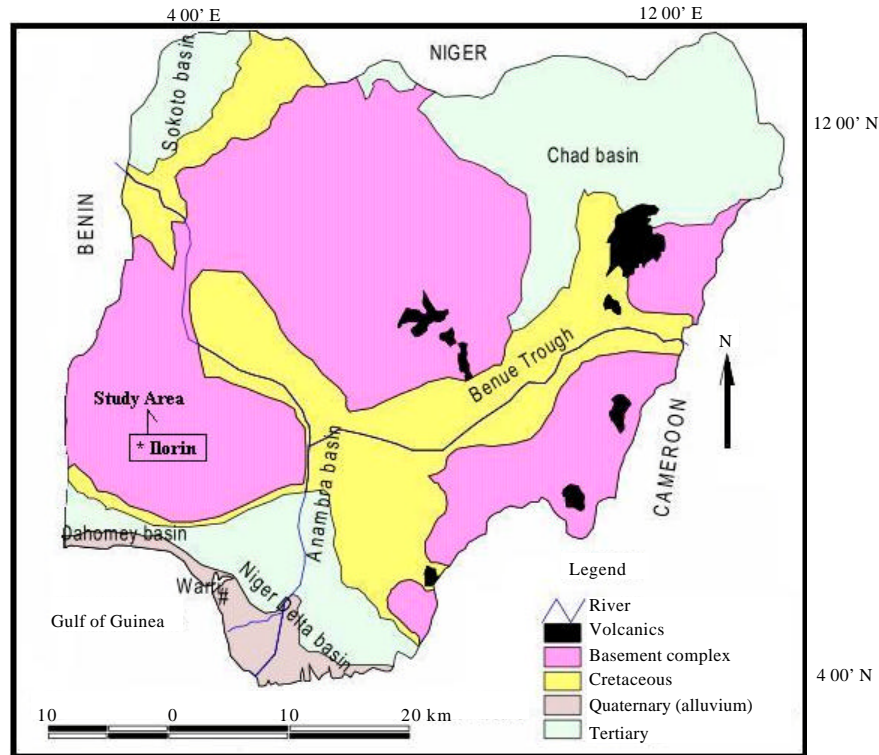 4 00’ E
12 00’ E
NIGER
Sokoto basin
12 00’ N
Chad basin
BENIN
Benue Trough
N
Study Area
* Ilorin
CAMEROON
Anambra basin
Dahomey basin
Warri#
Niger Delta basin
Gulf of Guinea
Legend
River
Volcanics
Basement complex
Cretaceous
Quaternary (alluvium)
Tertiary
4 00’ N
10 0 10 20 km